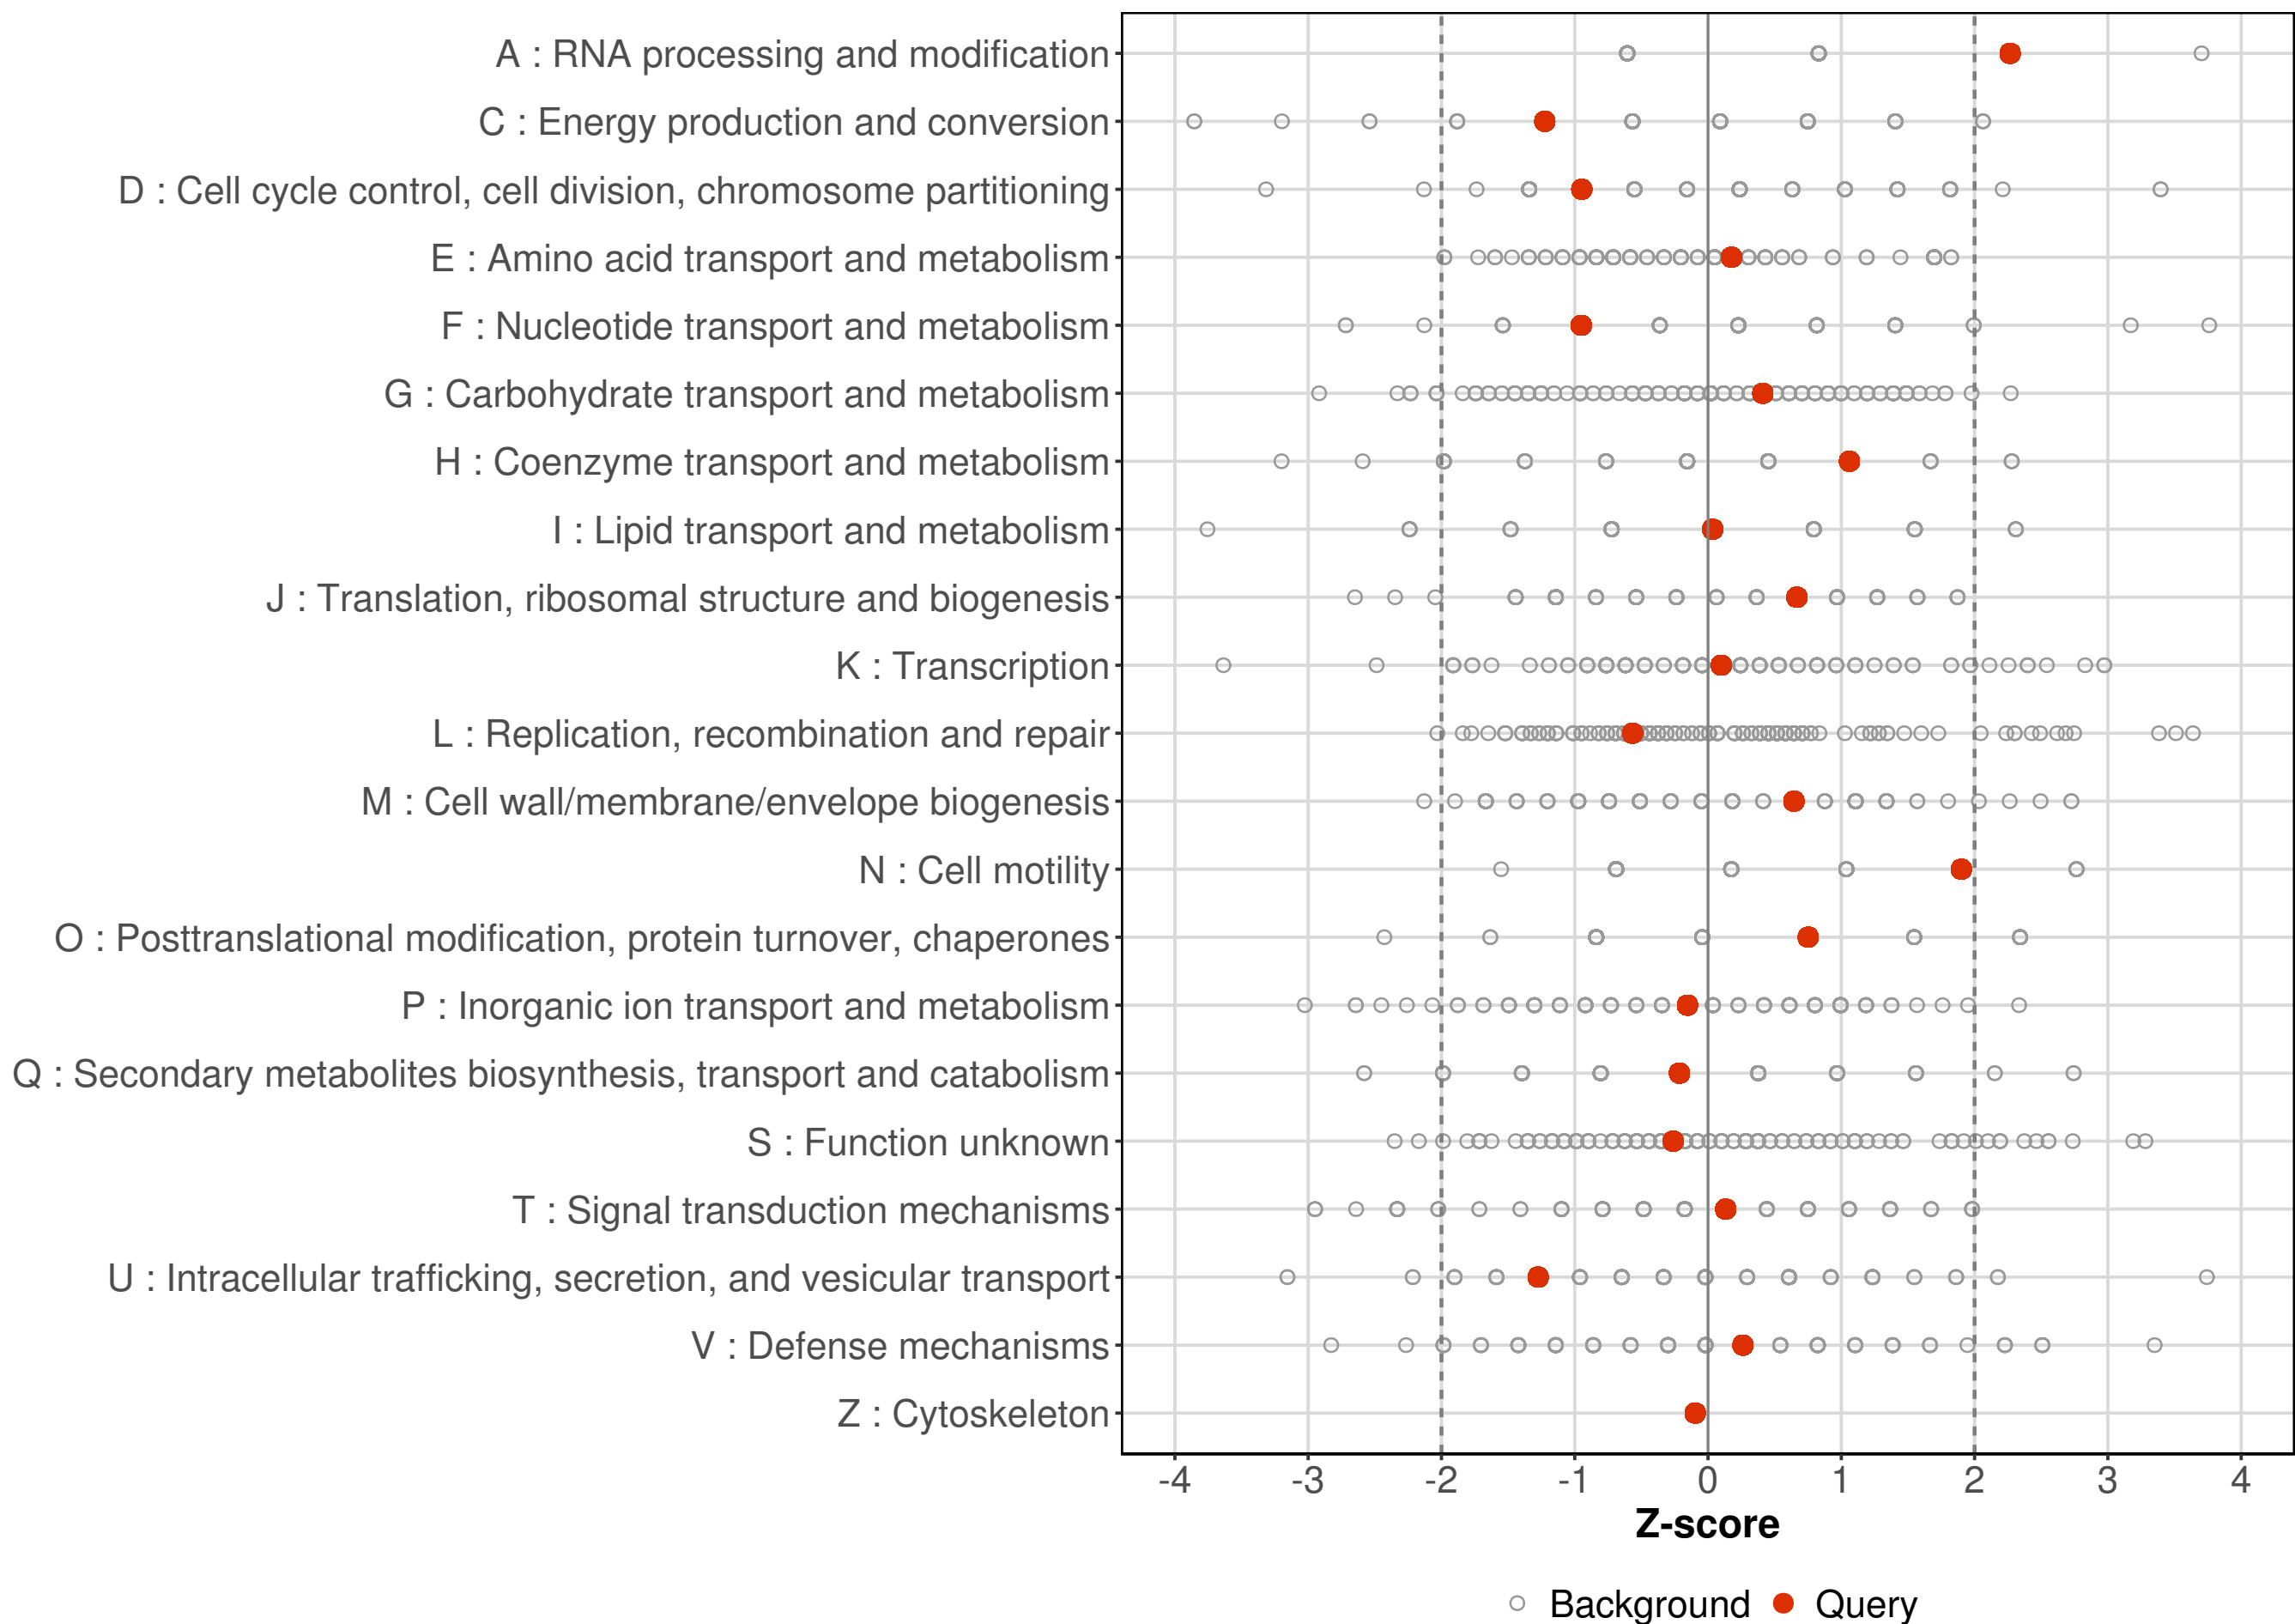 A : RNA processing and modification
C : Energy production and conversion
D : Cell cycle control, cell division, chromosome partitioning
E : Amino acid transport and metabolism
F : Nucleotide transport and metabolism
G : Carbohydrate transport and metabolism
H : Coenzyme transport and metabolism
I : Lipid transport and metabolism
J : Translation, ribosomal structure and biogenesis
K : Transcription
L : Replication, recombination and repair
M : Cell wall/membrane/envelope biogenesis
N : Cell motility
O : Posttranslational modification, protein turnover, chaperones
P : Inorganic ion transport and metabolism
Q : Secondary metabolites biosynthesis, transport and catabolism
S : Function unknown
T : Signal transduction mechanisms
U : Intracellular trafficking, secretion, and vesicular transport
V : Defense mechanisms
Z : Cytoskeleton
-4 -3 -2 -1 0 1 2 3 4
Z-score
Background Query